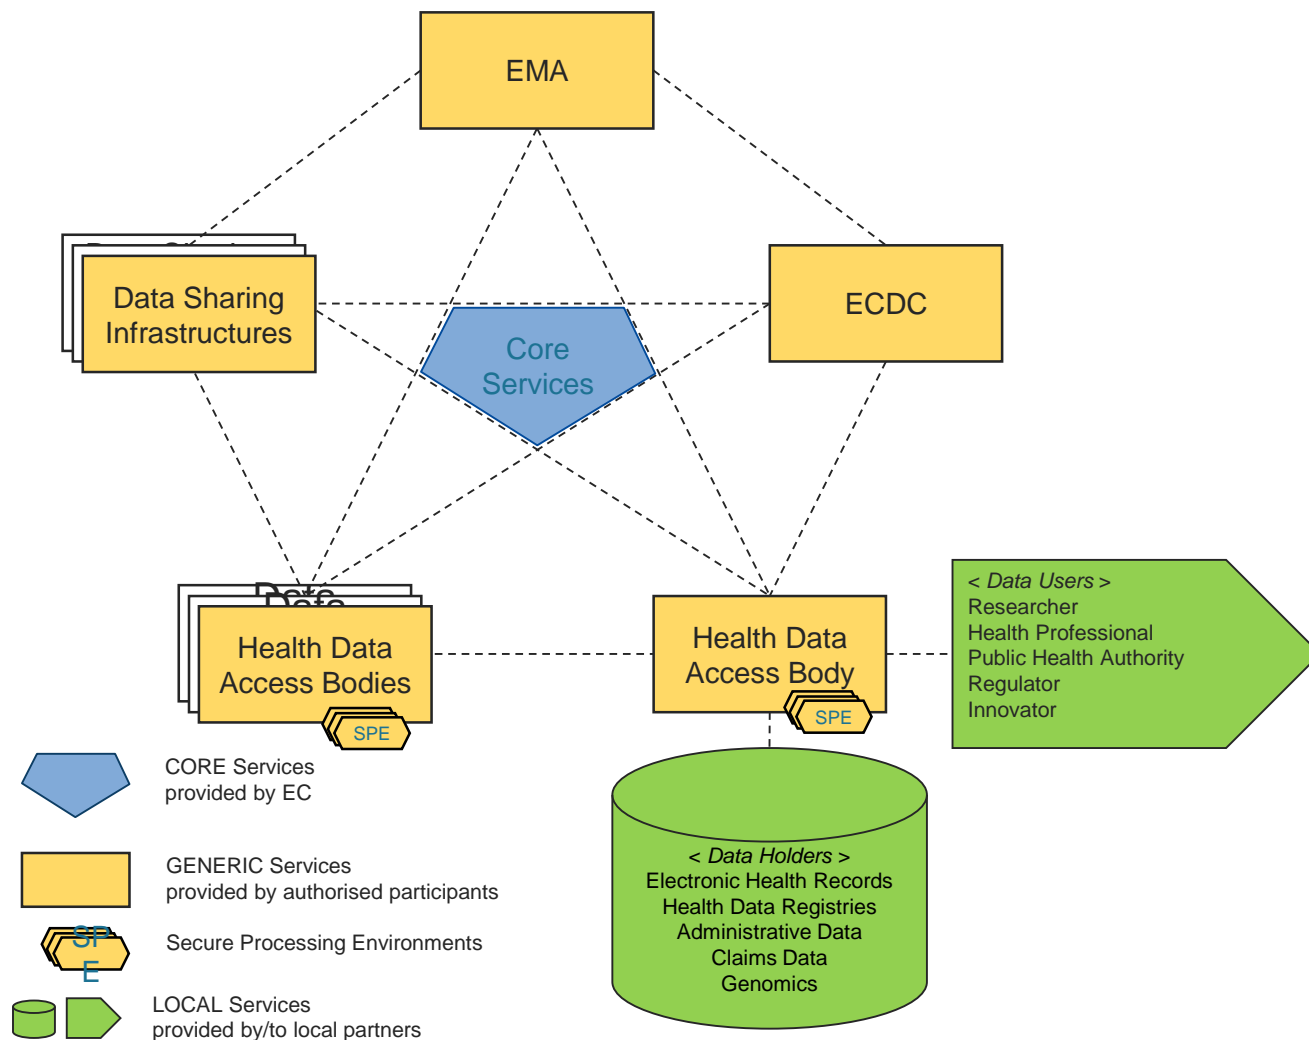 EMA
Data Sharing
Infrastructures
ECDC
Core
Services
Data
Data
Health Data
Access Bodies
SPE
Health Data
Access Body
SPE
< Data Users >
Researcher
Health Professional
Public Health Authority
Regulator
Innovator
CORE Services
provided by EC
GENERIC Services
provided by authorised participants
SP
E
Secure Processing Environments
LOCAL Services
provided by/to local partners
< Data Holders >
Electronic Health Records
Health Data Registries
Administrative Data
Claims Data
Genomics